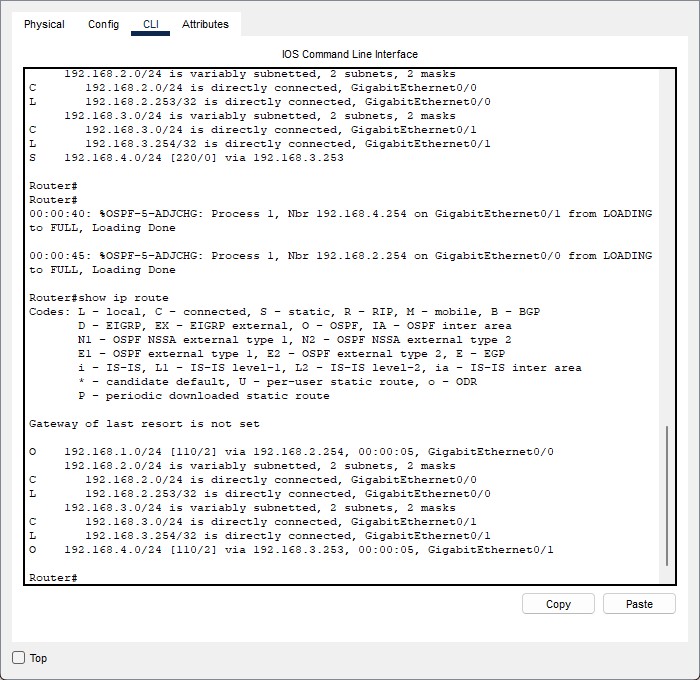 Physical Config CLI Attributes
IOS Command Line Interface
192.168.2.0/24 is variably subnetted, 2 subnets, 2 masks
C 192.168.2.0/24 is directly connected, GigabitEthernet0/0
L 192.168.2.253/32 is directly connected, GigabitEthernet0/0
192.168.3.0/24 is variably subnetted, 2 subnets, 2 masks
C 192.168.3.0/24 is directly connected, GigabitEthernet0/1
L 192.168.3.254/32 is directly connected, GigabitEthernet0/1
S 192.168.4.0/24 [220/0] via 192.168.3.253
Router#
Router#
00:00:40: %OSPF-5-ADJCHG: Process 1, Nbr 192.168.4.254 on GigabitEthernet0/1 from LOADING
to FULL, Loading Done
00:00:45: %OSPF-5-ADJCHG: Process 1, Nbr 192.168.2.254 on GigabitEthernet0/0 from LOADING
to FULL, Loading Done
Router#show ip route
Codes: L - local, C - connected, S - static, R - RIP, M - mobile, B - BGP
D - EIGRP, EX - EIGRP external, O - OSPF, IA - OSPF inter area
N1 - OSPF NSSA external type 1, N2 - OSPF NSSA external type 2
E1 - OSPF external type 1, E2 - OSPF external type 2, E - EGP
i - IS-IS, L1 - IS-IS level-1, L2 - IS-IS level-2, ia - IS-IS inter area
* - candidate default, U - per-user static route, o - ODR
P - periodic downloaded static route
Gateway of last resort is not set
O 192.168.1.0/24 [110/2] via 192.168.2.254, 00:00:05, GigabitEthernet0/0
192.168.2.0/24 is variably subnetted, 2 subnets, 2 masks
C 192.168.2.0/24 is directly connected, GigabitEthernet0/0
L 192.168.2.253/32 is directly connected, GigabitEthernet0/0
192.168.3.0/24 is variably subnetted, 2 subnets, 2 masks
C 192.168.3.0/24 is directly connected, GigabitEthernet0/1
L 192.168.3.254/32 is directly connected, GigabitEthernet0/1
O 192.168.4.0/24 [110/2] via 192.168.3.253, 00:00:05, GigabitEthernet0/1
Router#
Copy Paste
Top